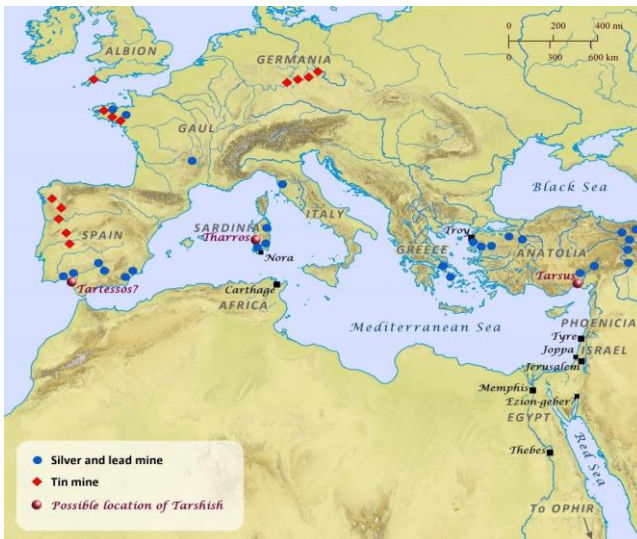 0 200 400 mi
0 300 600 km
ALBION
GERMANIA
GAUL
Black Sea
SPAIN
SARDINIA
ITALY
Tharros
Nora
Troy
GREECE
ANATOLIA
Tartessos?
Carthage
Tarsus
AFRICA
Mediterranean Sea
PHOENICIA
Tyre
Joppa
ISRAEL
Jerusalem
Memphis
Ezion-geber?
EGYPT
Thebes
Red Sea
Silver and lead mine
Tin mine
Possible location of Tarshish
To OPHIR